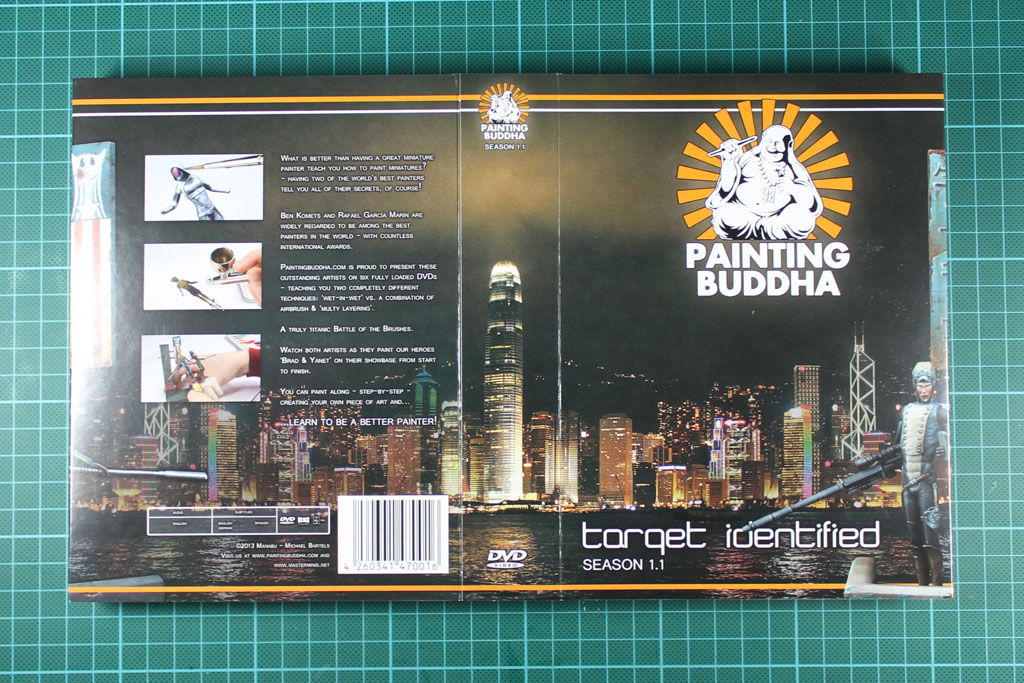 What is better than having a great miniature
painter teach you how to paint miniatures?
- having two of the world's best painters
tell you all of their secrets, of course!
Ben Komets and Rafael García Marín are
widely regarded to be among the best
painters in the world - with countless
international awards.
Paintingbuddha.com is proud to present these
outstanding artists on six fully loaded DVDs
- teaching you two completely different
techniques: 'wet-in-wet' vs. a combination of
airbrush & 'multy layering'.
A truly titanic Battle of the Brushes.
Watch both artists as they paint our heroes
'Brad & Yanet' on their showbase from start
to finish.
You can paint along - step-by-step -
creating your own piece of art and...
...learn to be a better painter!
AUDIO
SUBTITLES
ENGLISH
ENGLISH SPANISH
GERMAN
DVD
©2013 Manabu - Michael Bartels
Visit us at www.paintingbuddha.com and
www.masterminis.net
4 260341 470016
PAINTING
BUDDHA
SEASON 1.1
DVD
VIDEO
PAINTING
BUDDHA
target identified
SEASON 1.1